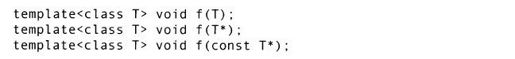 template<class T> void f(T);
template<class T> void f(T*);
template<class T> void f(const T*);